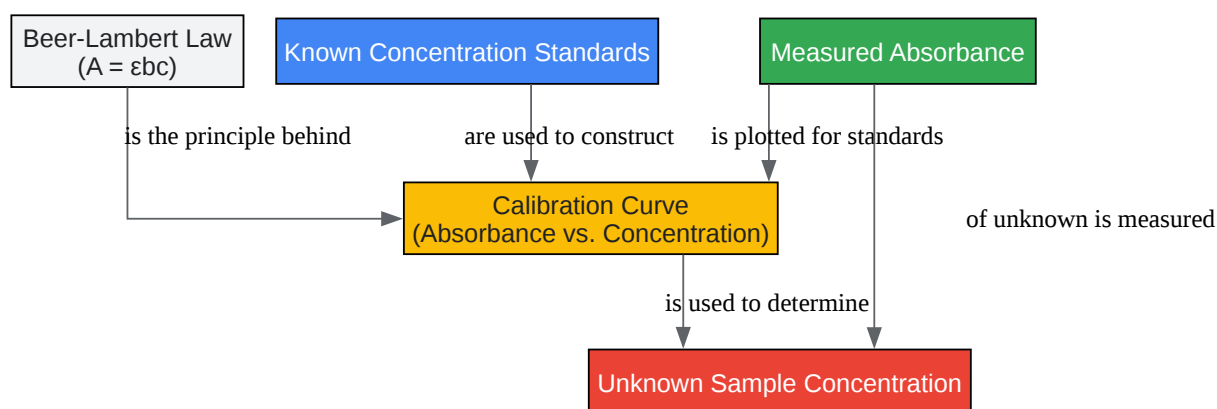 Beer-Lambert Law
(A = εbc)
Known Concentration Standards
Measured Absorbance
is the principle behind
are used to construct
is plotted for standards
Calibration Curve
(Absorbance vs. Concentration)
of unknown is measured
is used to determine
Unknown Sample Concentration